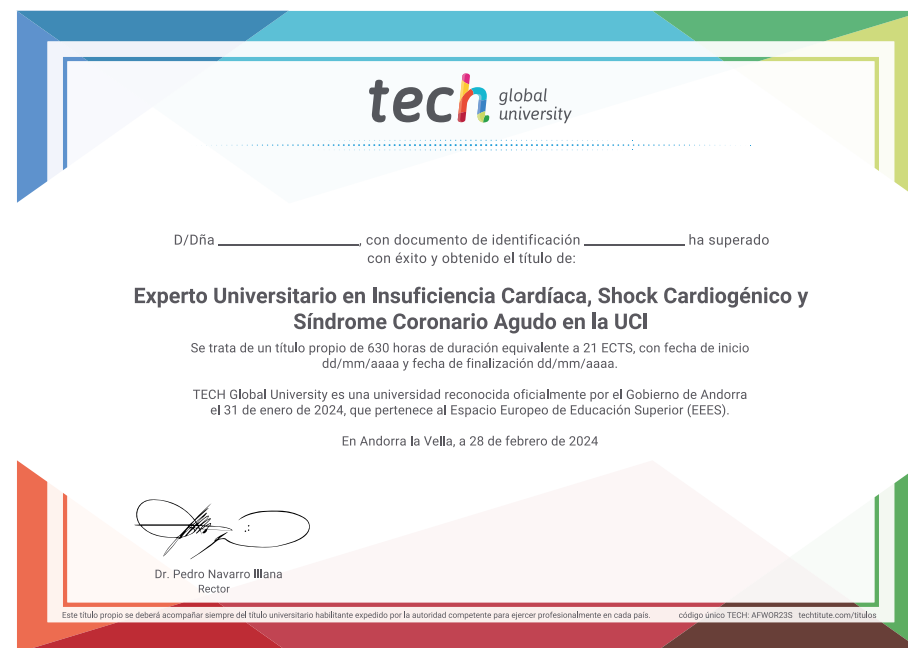 tech global university
D/Dña ____________, con documento de identificación ____________ ha superado
con éxito y obtenido el título de:
Experto Universitario en Insuficiencia Cardíaca, Shock Cardiogénico y
Síndrome Coronario Agudo en la UCI
Se trata de un título propio de 630 horas de duración equivalente a 21 ECTS, con fecha de inicio
dd/mm/aaaa y fecha de finalización dd/mm/aaaa.
TECH Global University es una universidad reconocida oficialmente por el Gobierno de Andorra
el 31 de enero de 2024, que pertenece al Espacio Europeo de Educación Superior (EEES).
En Andorra la Vella, a 28 de febrero de 2024
Dr. Pedro Navarro Illana
Rector
Este título propio se deberá acompañar siempre del título universitario habilitante expedido por la autoridad competente para ejercer profesionalmente en cada país. código único TECH: AFWOR23S techtitute.com/titulos